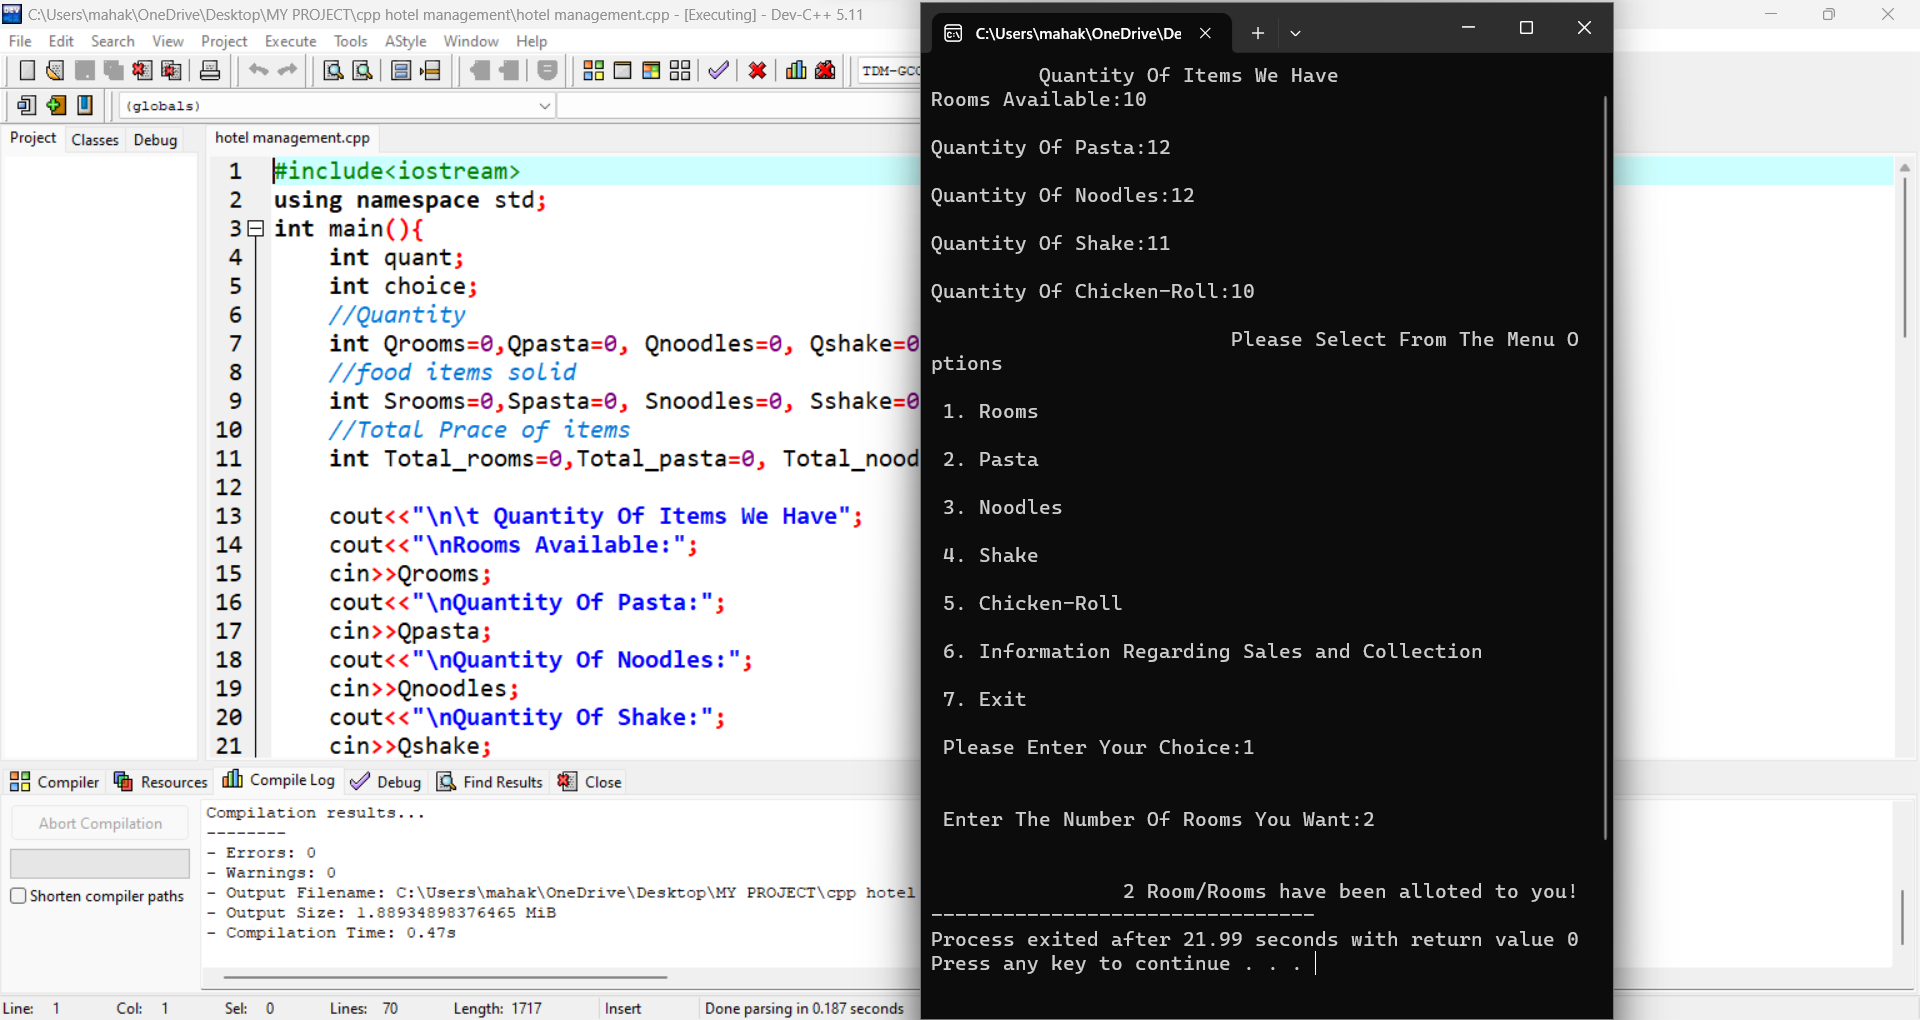 C:\Users\mahak\OneDrive\Desktop\MY PROJECT\cpp hotel management\hotel management.cpp - [Executing] - Dev-C++ 5.11
File Edit Search View Project Execute Tools AStyle Window Help
TDM-GCC
(globals)
Project Classes Debug
hotel management.cpp
1 #include<iostream>
2 using namespace std;
3 int main(){
4 int quant;
5 int choice;
6 //Quantity
7 int Qrooms=0,Qpasta=0, Qnoodles=0, Qshake=0
8 //food items solid
9 int Srooms=0,Spasta=0, Snoodles=0, Sshake=0
10 //Total Prace of items
11 int Total_rooms=0,Total_pasta=0, Total_nood
12
13 cout<<"\n\t Quantity Of Items We Have";
14 cout<<"\nRooms Available:";
15 cin>>Qrooms;
16 cout<<"\nQuantity Of Pasta:";
17 cin>>Qpasta;
18 cout<<"\nQuantity Of Noodles:";
19 cin>>Qnoodles;
20 cout<<"\nQuantity Of Shake:";
21 cin>>Qshake;
Compiler Resources Compile Log Debug Find Results Close
Abort Compilation
Shorten compiler paths
Compilation results...
--------
- Errors: 0
- Warnings: 0
- Output Filename: C:\Users\mahak\OneDrive\Desktop\MY PROJECT\cpp hotel
- Output Size: 1.88934898376465 MiB
- Compilation Time: 0.47s
Line: 1 Col: 1 Sel: 0 Lines: 70 Length: 1717 Insert Done parsing in 0.187 seconds
C:\Users\mahak\OneDrive\De
Quantity Of Items We Have
Rooms Available:10
Quantity Of Pasta:12
Quantity Of Noodles:12
Quantity Of Shake:11
Quantity Of Chicken-Roll:10
Please Select From The Menu O
ptions
1. Rooms
2. Pasta
3. Noodles
4. Shake
5. Chicken-Roll
6. Information Regarding Sales and Collection
7. Exit
Please Enter Your Choice:1
Enter The Number Of Rooms You Want:2
2 Room/Rooms have been alloted to you!
--------------------------------
Process exited after 21.99 seconds with return value 0
Press any key to continue . . .